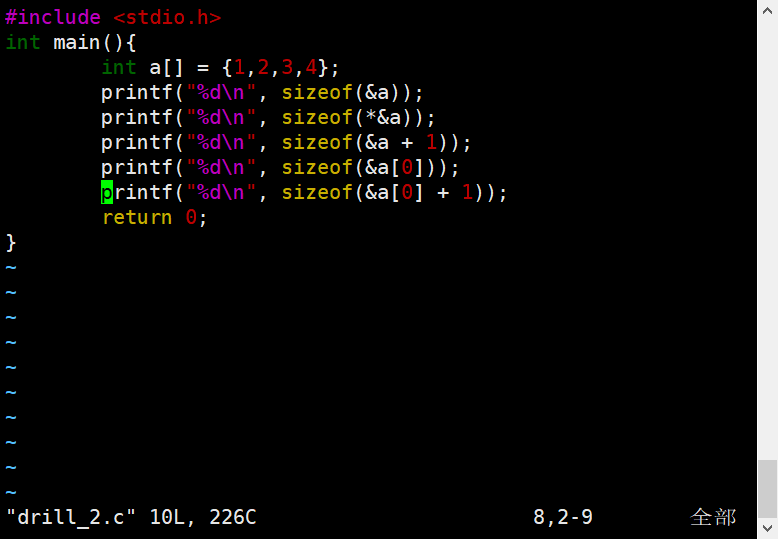 #include <stdio.h>
int main(){
        int a[] = {1,2,3,4};
        printf("%d\n", sizeof(&a));
        printf("%d\n", sizeof(*&a));
        printf("%d\n", sizeof(&a + 1));
        printf("%d\n", sizeof(&a[0]));
        printf("%d\n", sizeof(&a[0] + 1));
        return 0;
}
~
~
~
~
~
~
~
~
~
~
"drill_2.c" 10L, 226C 8,2-9 全部